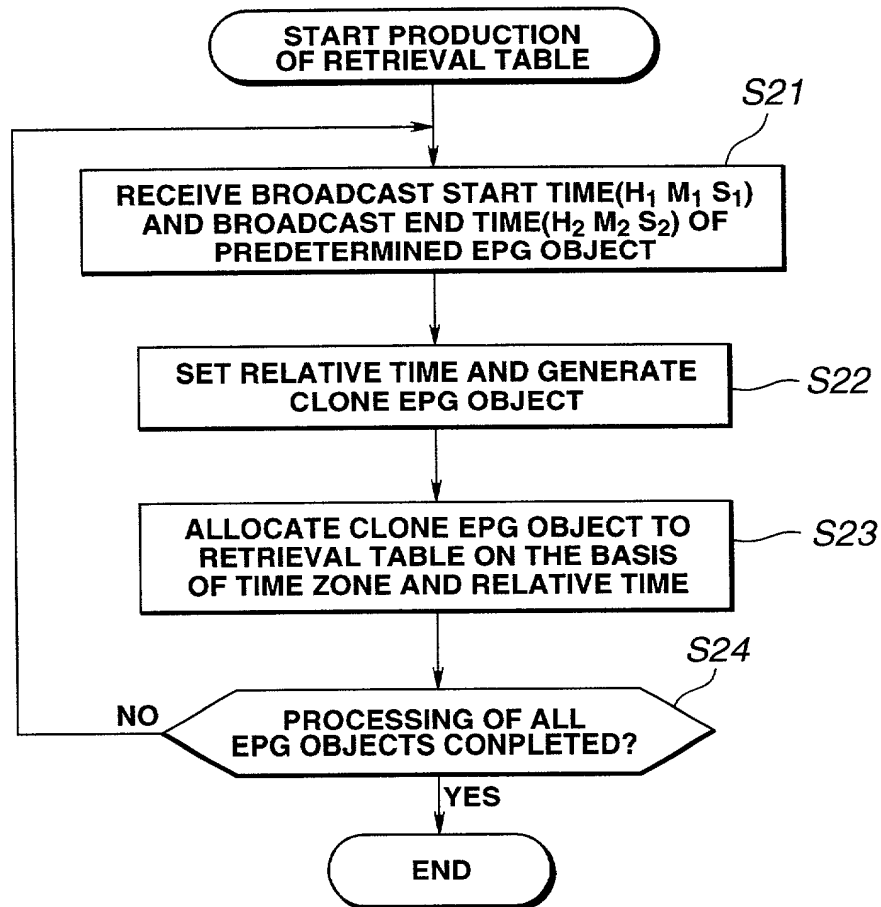 START PRODUCTION
OF RETRIEVAL TABLE
S21
RECEIVE BROADCAST START TIME(H₁ M₁ S₁)
AND BROADCAST END TIME(H₂ M₂ S₂) OF
PREDETERMINED EPG OBJECT
SET RELATIVE TIME AND GENERATE
CLONE EPG OBJECT
S22
ALLOCATE CLONE EPG OBJECT TO
RETRIEVAL TABLE ON THE BASIS
OF TIME ZONE AND RELATIVE TIME
S23
S24
NO
PROCESSING OF ALL
EPG OBJECTS CONPLETED?
YES
END